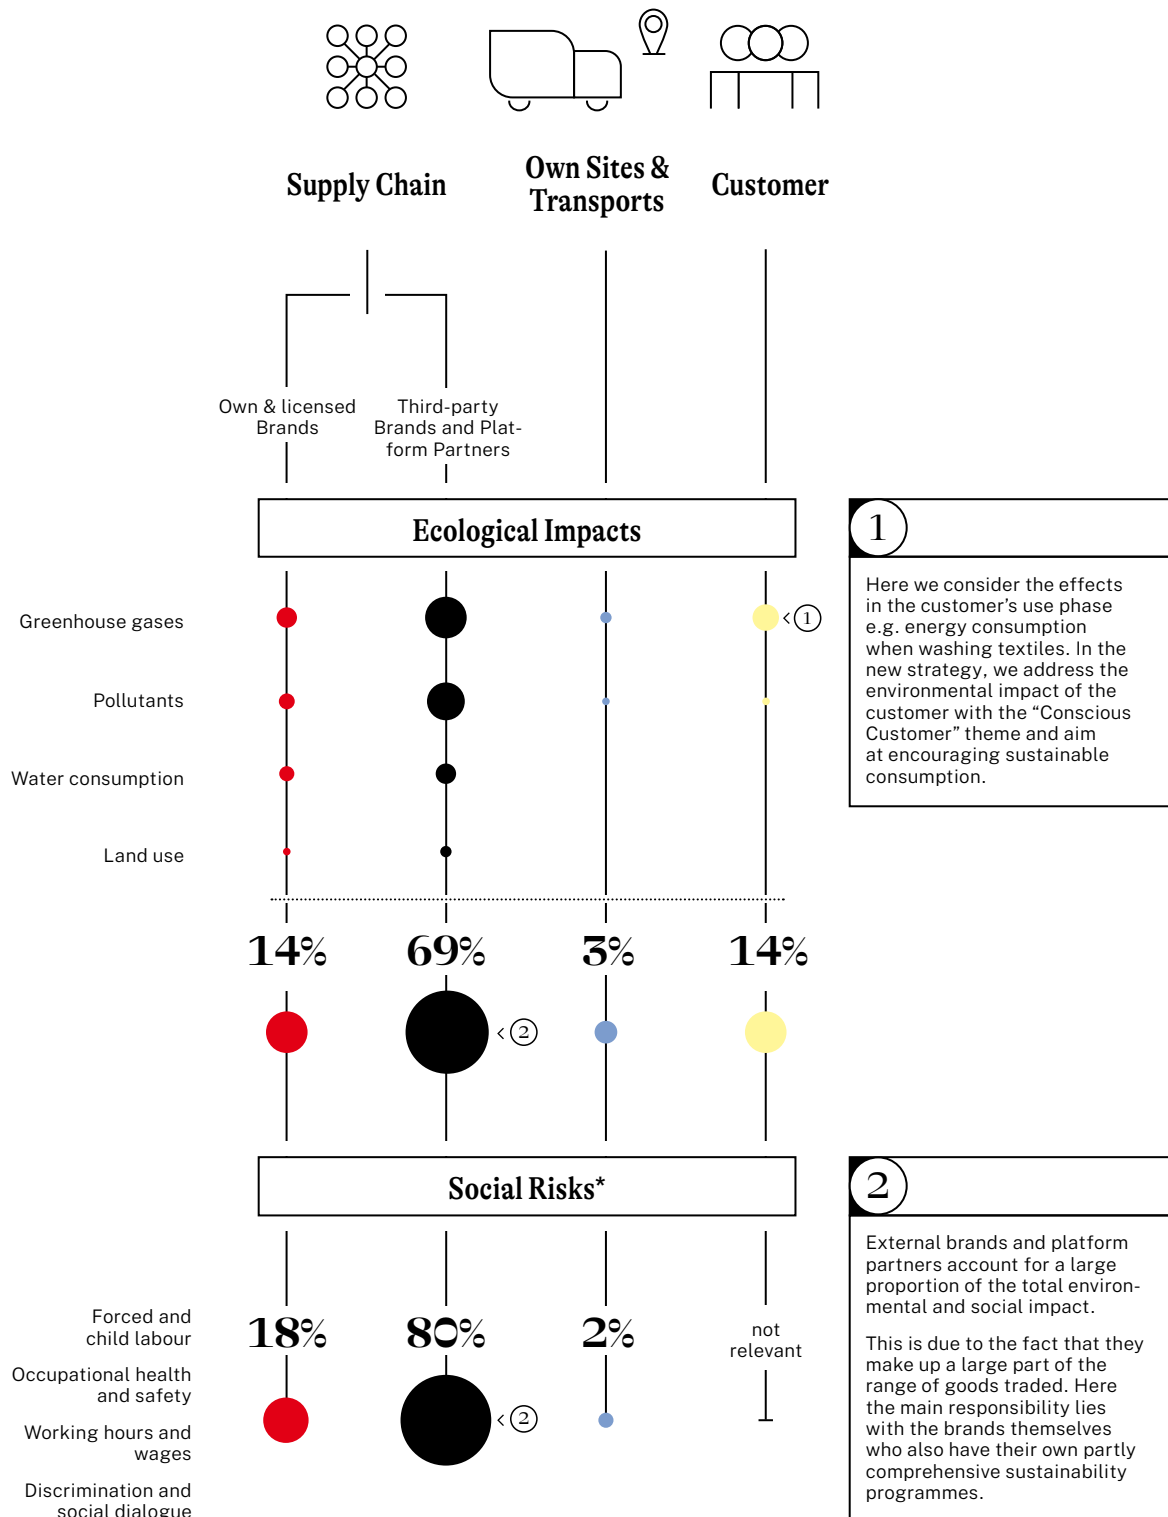 Supply Chain
Own Sites &
Transports
Customer
Own & licensed
Brands
Third-party
Brands and Plat-
form Partners
Ecological Impacts
Greenhouse gases
1
Pollutants
Water consumption
Land use
14%
69%
3%
14%
2
1
Here we consider the effects
in the customer’s use phase
e.g. energy consumption
when washing textiles. In the
new strategy, we address the
environmental impact of the
customer with the “Conscious
Customer” theme and aim
at encouraging sustainable
consumption.
Social Risks*
Forced and
child labour
Occupational health
and safety
Working hours and
wages
Discrimination and
social dialogue
18%
80%
2%
not
relevant
2
2
External brands and platform
partners account for a large
proportion of the total environ-
mental and social impact.
This is due to the fact that they
make up a large part of the
range of goods traded. Here
the main responsibility lies
with the brands themselves
who also have their own partly
comprehensive sustainability
programmes.